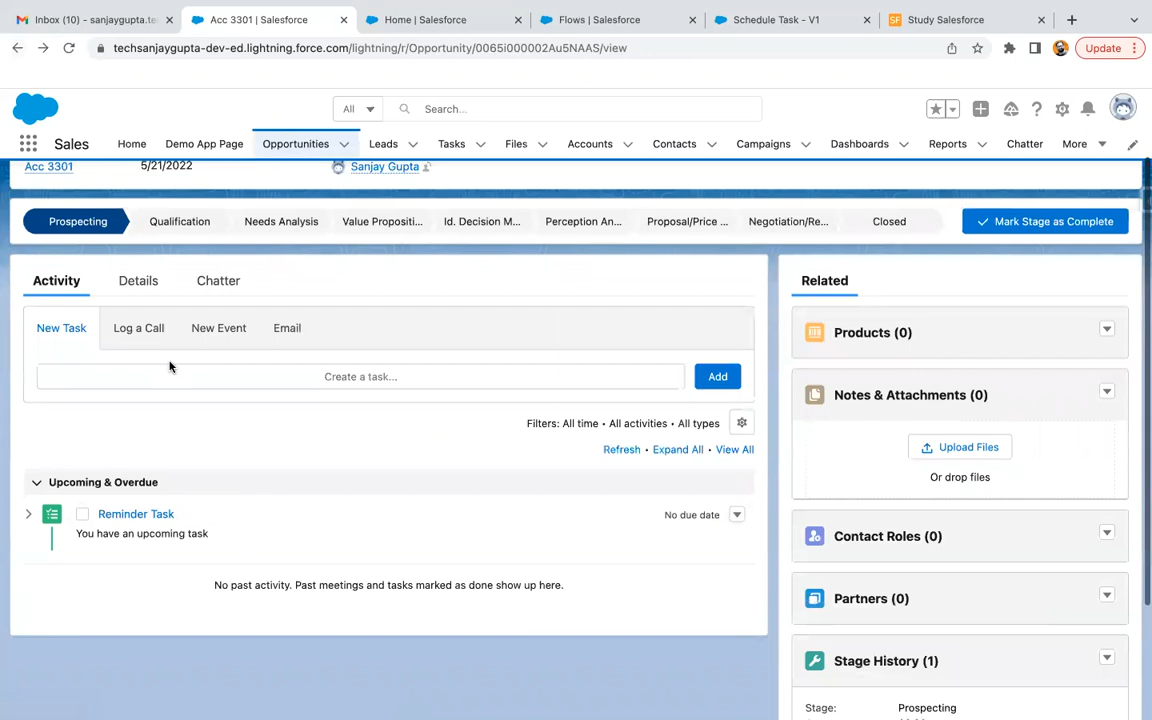 Inbox (10) - sanjaygupta.te
Acc 3301 | Salesforce
Home | Salesforce
Flows | Salesforce
Schedule Task - V1
SF
Study Salesforce
techsanjaygupta-dev-ed.lightning.force.com/lightning/r/Opportunity/0065i000002Au5NAAS/view
Update
All
Search...
Sales
Home
Demo App Page
Opportunities
Leads
Tasks
Files
Accounts
Contacts
Campaigns
Dashboards
Reports
Chatter
More
Acc 3301
5/21/2022
Sanjay Gupta
Prospecting
Qualification
Needs Analysis
Value Propositi...
Id. Decision M...
Perception An...
Proposal/Price ...
Negotiation/Re...
Closed
Mark Stage as Complete
Activity
Details
Chatter
New Task
Log a Call
New Event
Email
Create a task...
Add
Filters: All time • All activities • All types
Refresh • Expand All • View All
Upcoming & Overdue
Reminder Task
No due date
You have an upcoming task
No past activity. Past meetings and tasks marked as done show up here.
Related
Products (0)
Notes & Attachments (0)
Upload Files
Or drop files
Contact Roles (0)
Partners (0)
Stage History (1)
Stage:
Prospecting